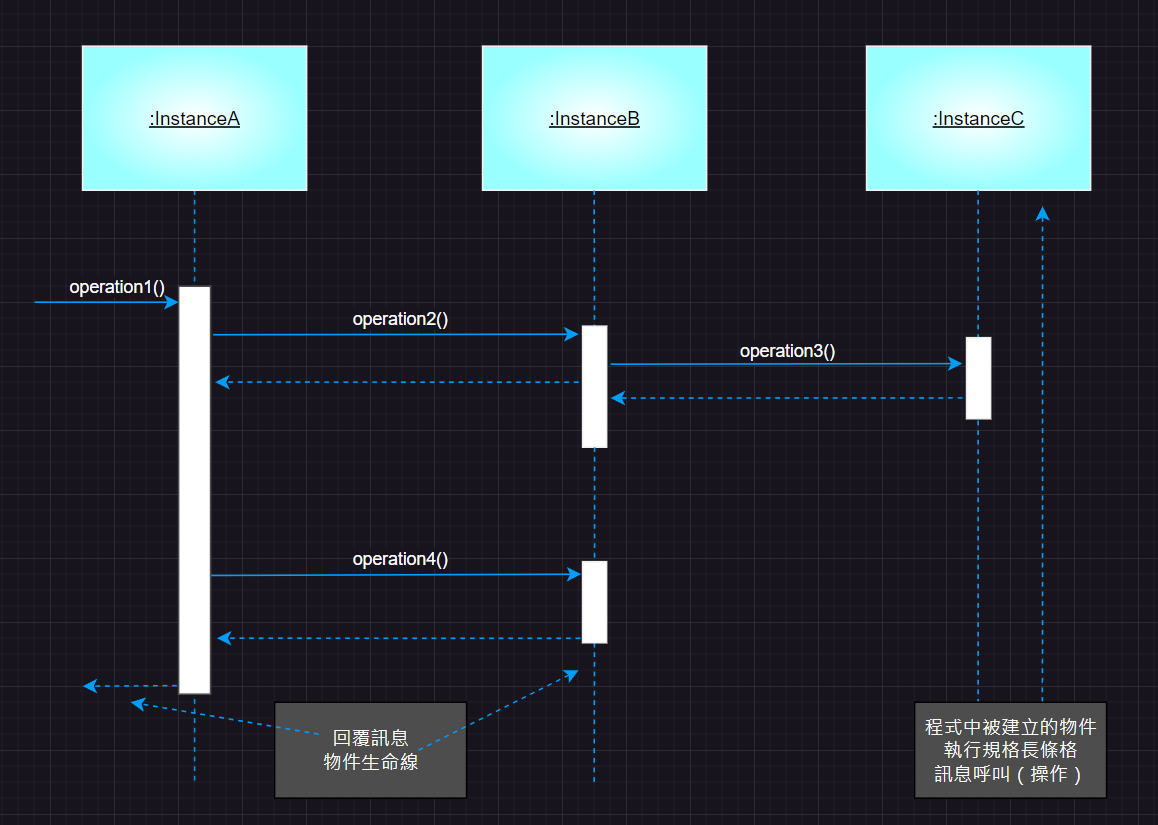 :InstanceA
:InstanceB
:InstanceC
operation1()
operation2()
operation3()
operation4()
回覆訊息
物件生命線
程式中被建立的物件
執行規格長條格
訊息呼叫（操作）